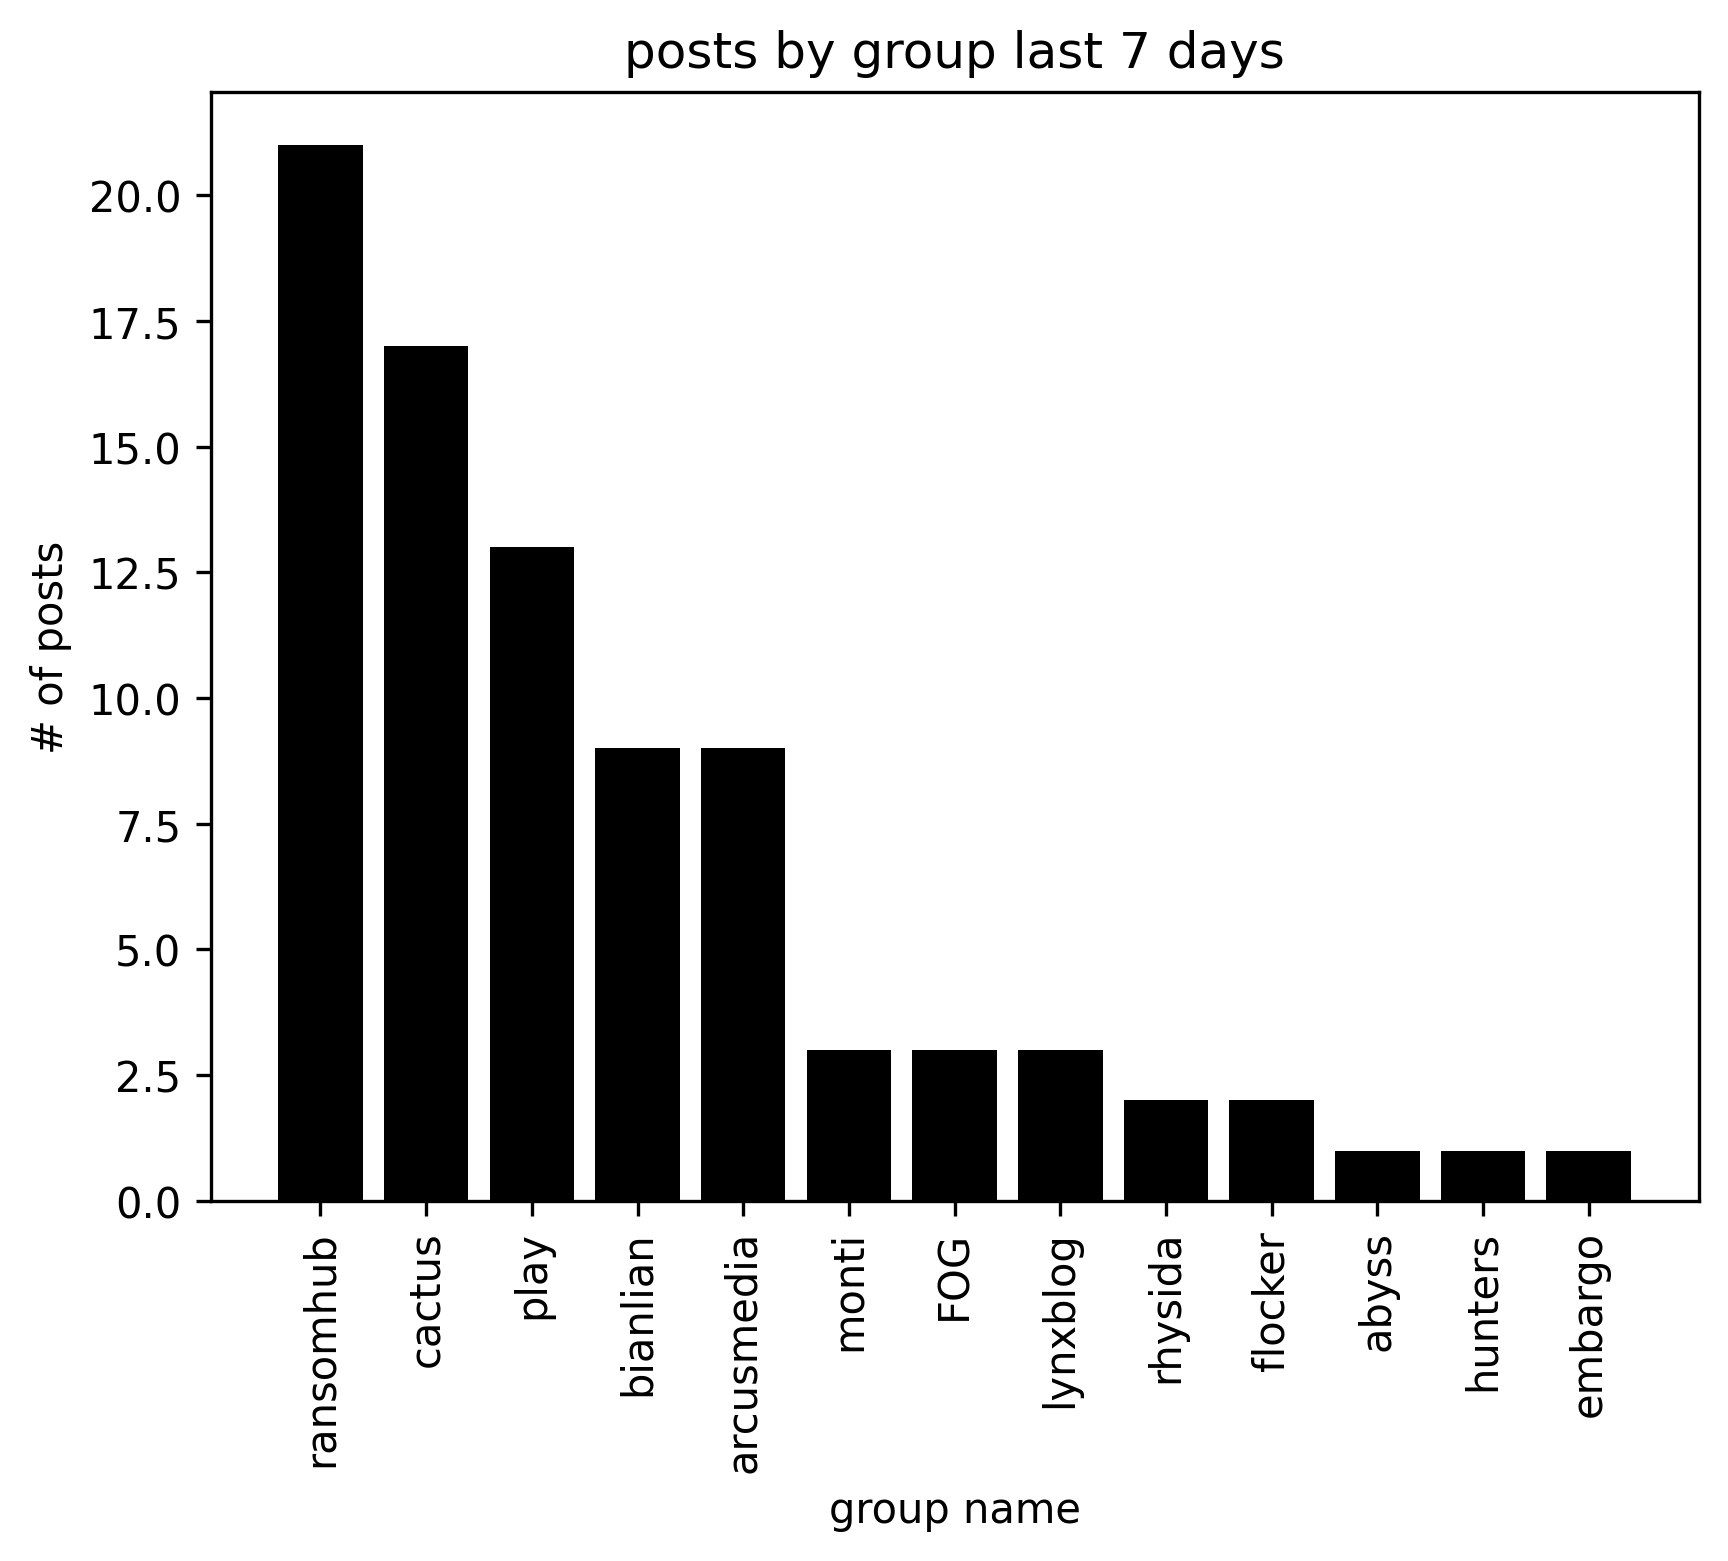 posts by group last 7 days
# of posts
20.0
17.5
15.0
12.5
10.0
7.5
5.0
2.5
0.0
ransomhub
cactus
play
bianlian
arcusmedia
monti
FOG
lynxblog
rhysida
flocker
abyss
hunters
embargo
group name